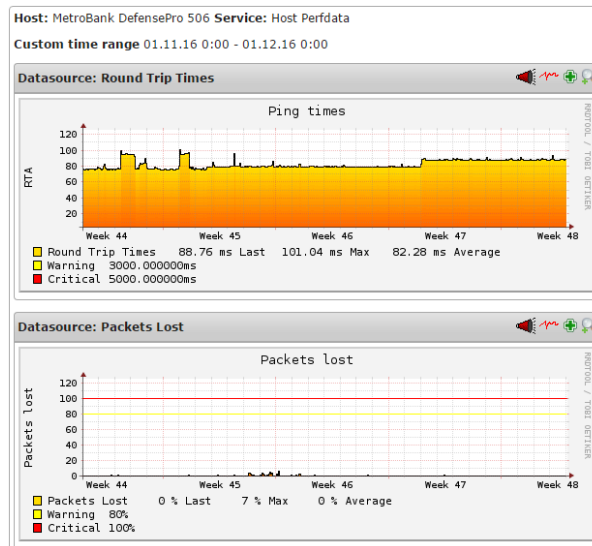 Host: MetroBank DefensePro 506 Service: Host Perfdata
Custom time range 01.11.16 0:00 - 01.12.16 0:00
Datasource: Round Trip Times
Ping times
RRDTOOL / TOBI OETIKER
RTA
120
100
80
60
40
20
Week 44 Week 45 Week 46 Week 47 Week 48
Round Trip Times 88.76 ms Last 101.04 ms Max 82.28 ms Average
Warning 3000.000000ms
Critical 5000.000000ms
Datasource: Packets Lost
Packets lost
RRDTOOL / TOBI OETIKER
Packets lost
120
100
80
60
40
20
0
Week 44 Week 45 Week 46 Week 47 Week 48
Packets Lost 0 % Last 7 % Max 0 % Average
Warning 80%
Critical 100%